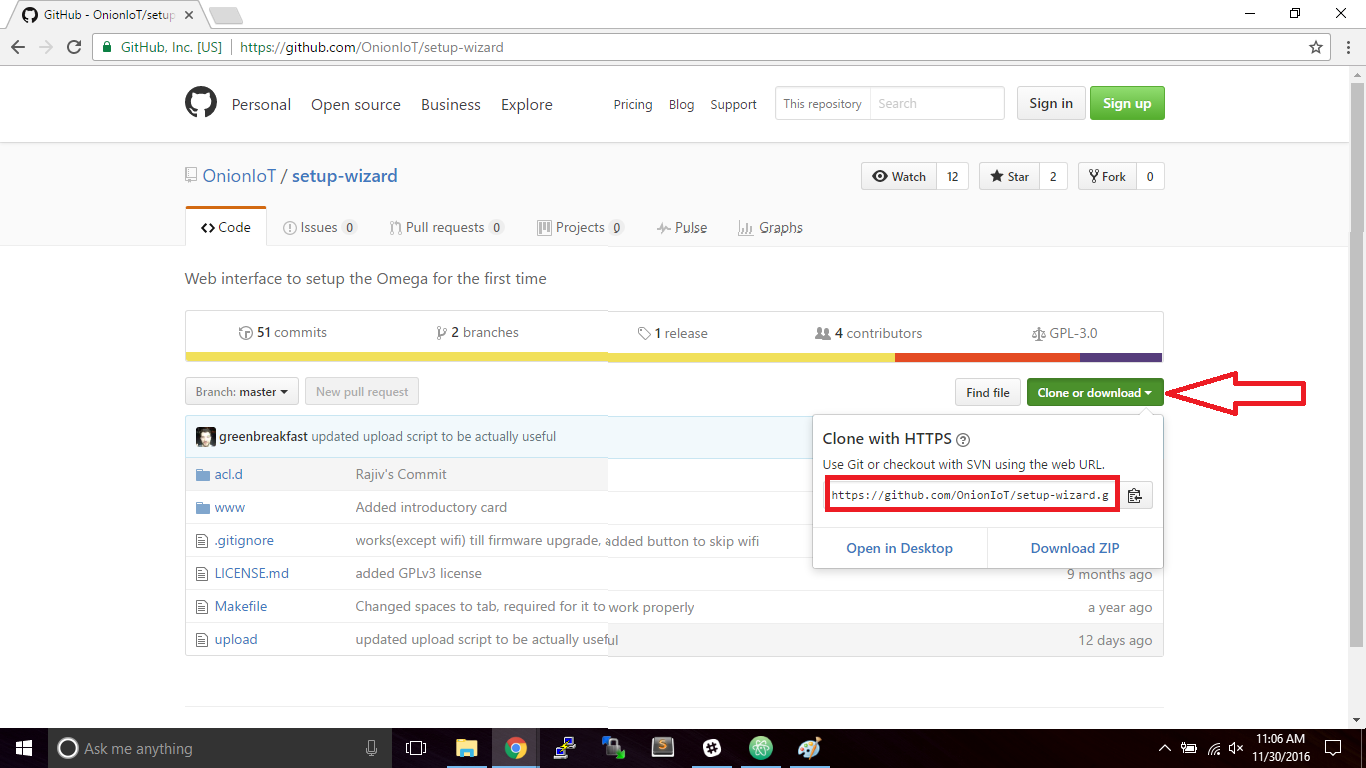 GitHub - OnionIoT/setup
GitHub, Inc. [US] https://github.com/OnionIoT/setup-wizard
Personal Open source Business Explore Pricing Blog Support This repository Search Sign in Sign up
OnionIoT / setup-wizard
Watch 12 Star 2 Fork 0
Code Issues 0 Pull requests 0 Projects 0 Pulse Graphs
Web interface to setup the Omega for the first time
51 commits 2 branches 1 release 4 contributors GPL-3.0
Branch: master New pull request Find file Clone or download
greenbreakfast updated upload script to be actually useful
Clone with HTTPS
Use Git or checkout with SVN using the web URL.
https://github.com/OnionIoT/setup-wizard.g
Open in Desktop Download ZIP
acl.d Rajiv's Commit
www Added introductory card
.gitignore works(except wifi) till firmware upgrade, added button to skip wifi
LICENSE.md added GPLv3 license 9 months ago
Makefile Changed spaces to tab, required for it to work properly a year ago
upload updated upload script to be actually useful 12 days ago
Ask me anything
11:06 AM
11/30/2016